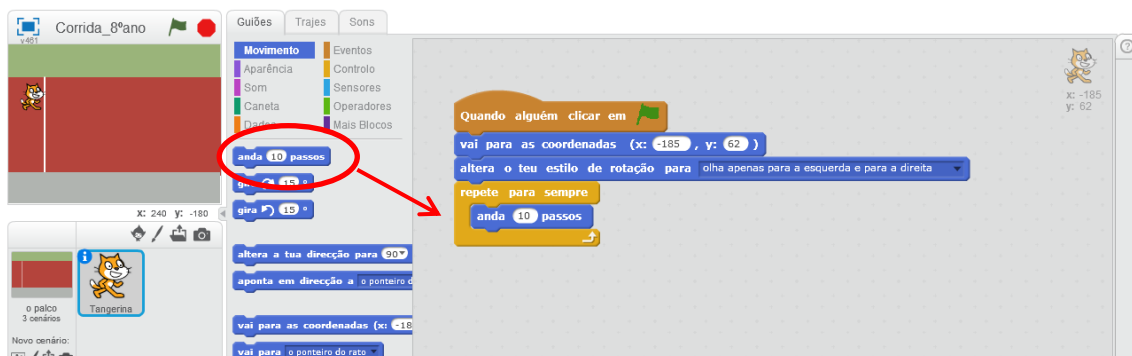 Corrida_8ºano
v461
Guiões Trajes Sons
Movimento Eventos
Aparência Controlo
Som Sensores
Caneta Operadores
Mais Blocos
anda 10 passos
15 °
gira 15 °
altera a tua direcção para 90
aponta em direcção a o ponteiro
vai para as coordenadas (x:
vai para o ponteiro do rato
x: 240 y: -180
o palco
3 cenários
Tangerina
Novo cenário:
Quando alguém clicar em
vai para as coordenadas (x: -185 , y: 62 )
altera o teu estilo de rotação para olha apenas para a esquerda e para a direita
repete para sempre
anda 10 passos
x: -185
y: 62
?